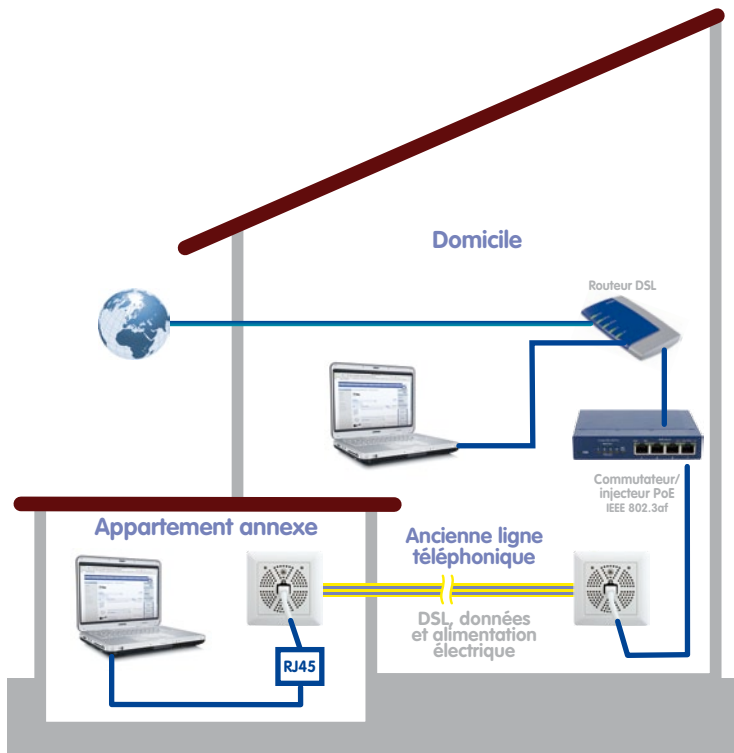 Domicile
Routeur DSL
Commutateur/
injecteur PoE
IEEE 802.3af
Appartement annexe
Ancienne ligne
téléphonique
DSL, données
et alimentation
électrique
RJ45